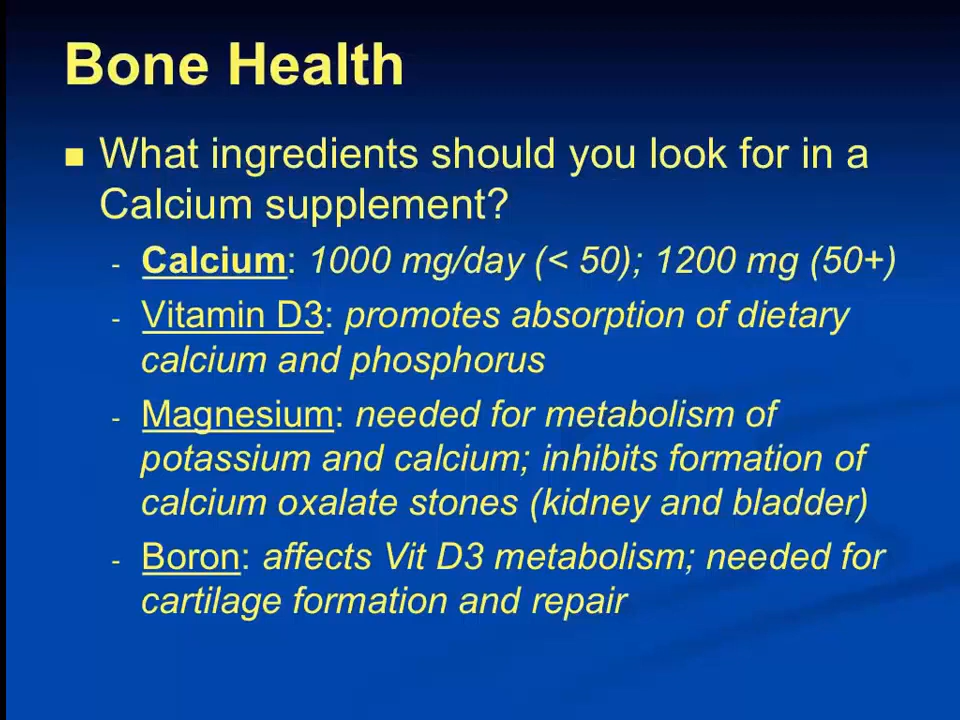 Bone Health
■ What ingredients should you look for in a
Calcium supplement?
- Calcium: 1000 mg/day (< 50); 1200 mg (50+)
- Vitamin D3: promotes absorption of dietary
calcium and phosphorus
- Magnesium: needed for metabolism of
potassium and calcium; inhibits formation of
calcium oxalate stones (kidney and bladder)
- Boron: affects Vit D3 metabolism; needed for
cartilage formation and repair